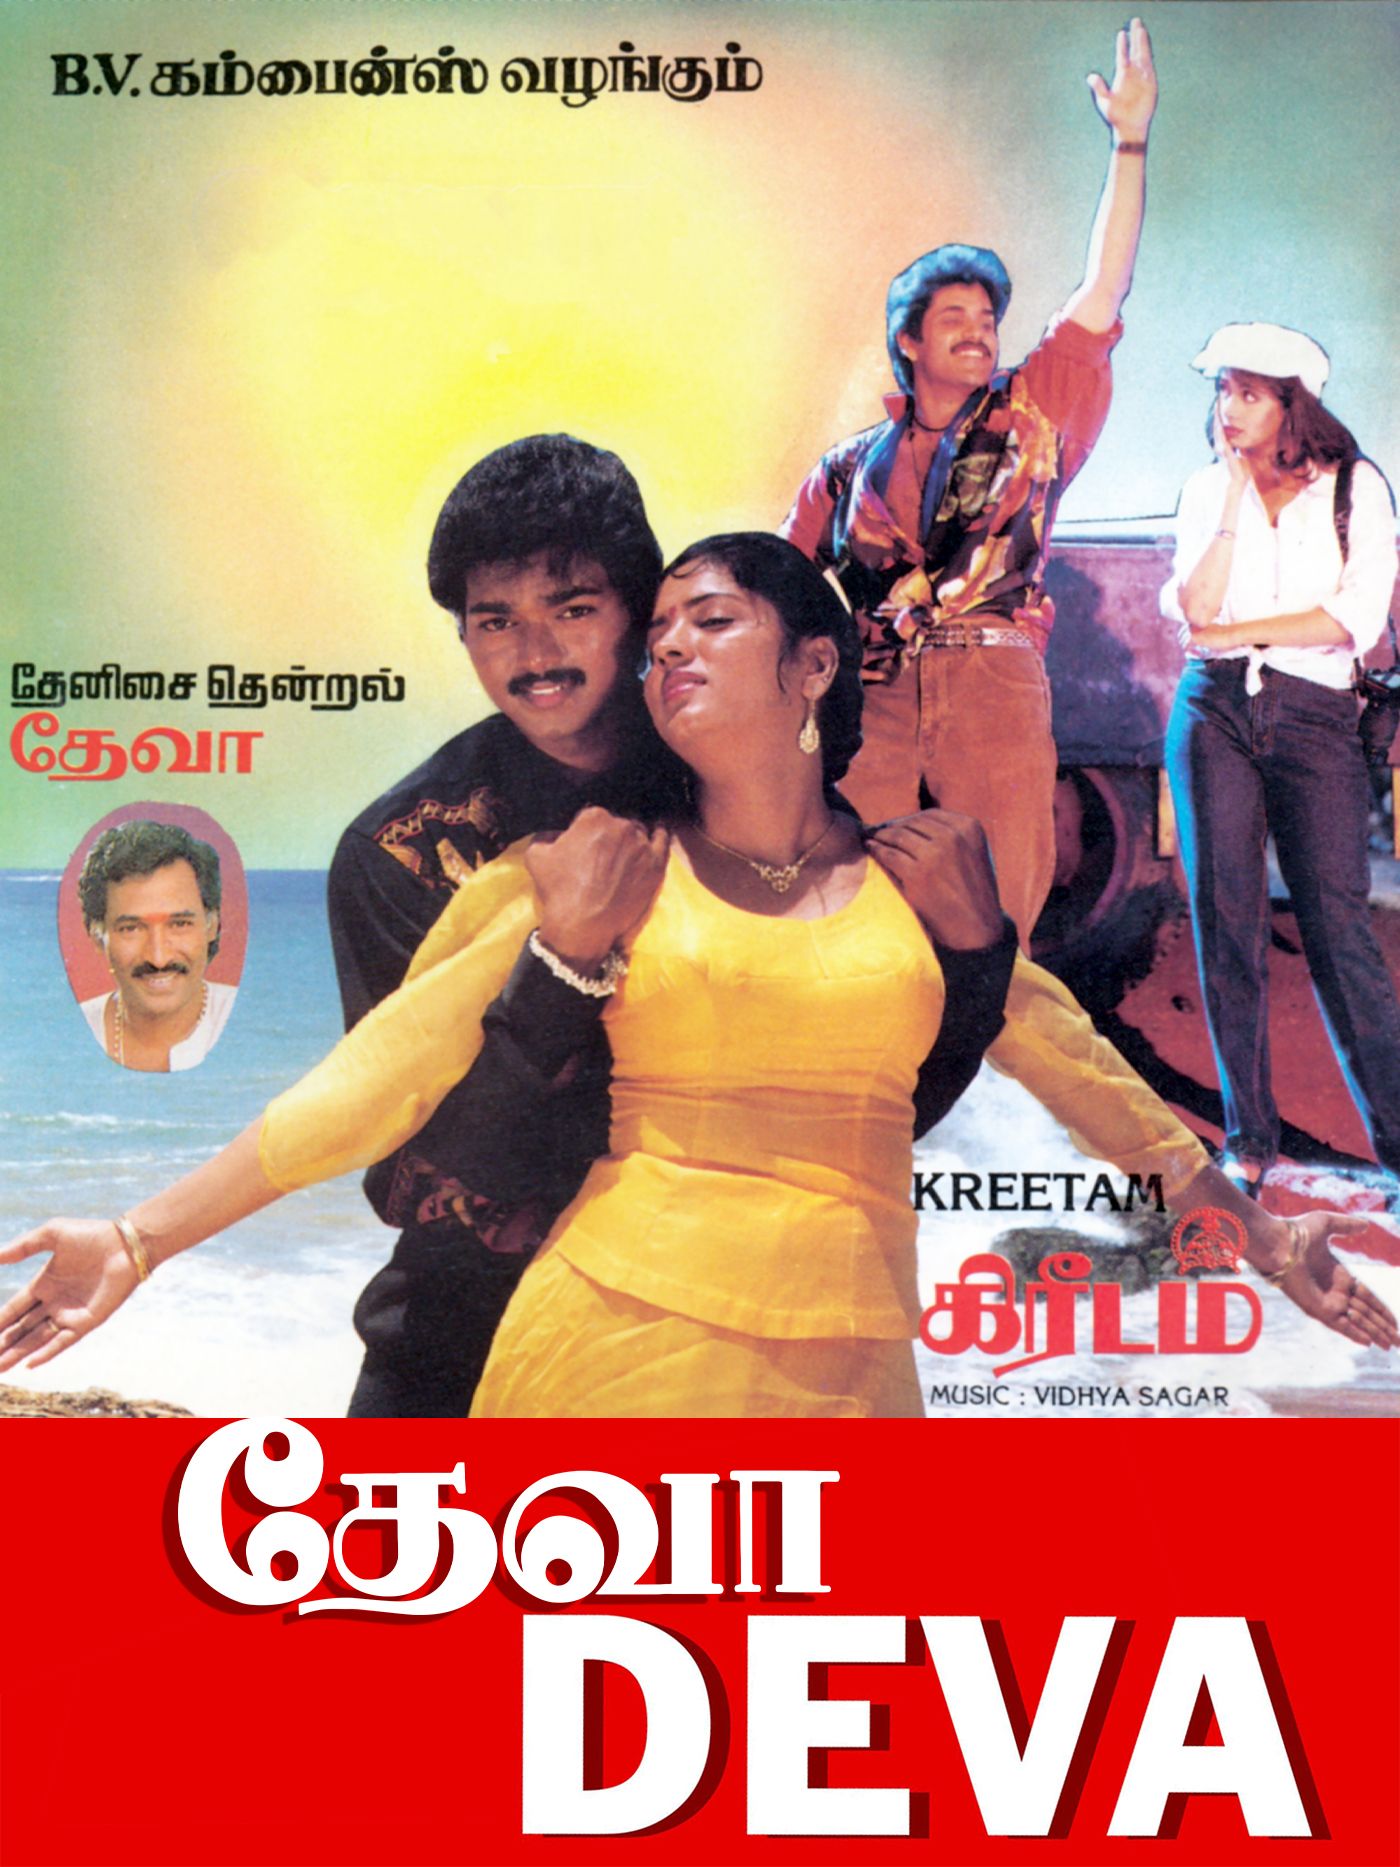 B.V. கம்பைன்ஸ் வழங்கும்
தேனிசை தென்றல்
தேவா
KREETAM
கிரீடம்
MUSIC : VIDHYA SAGAR
தேவா
DEVA